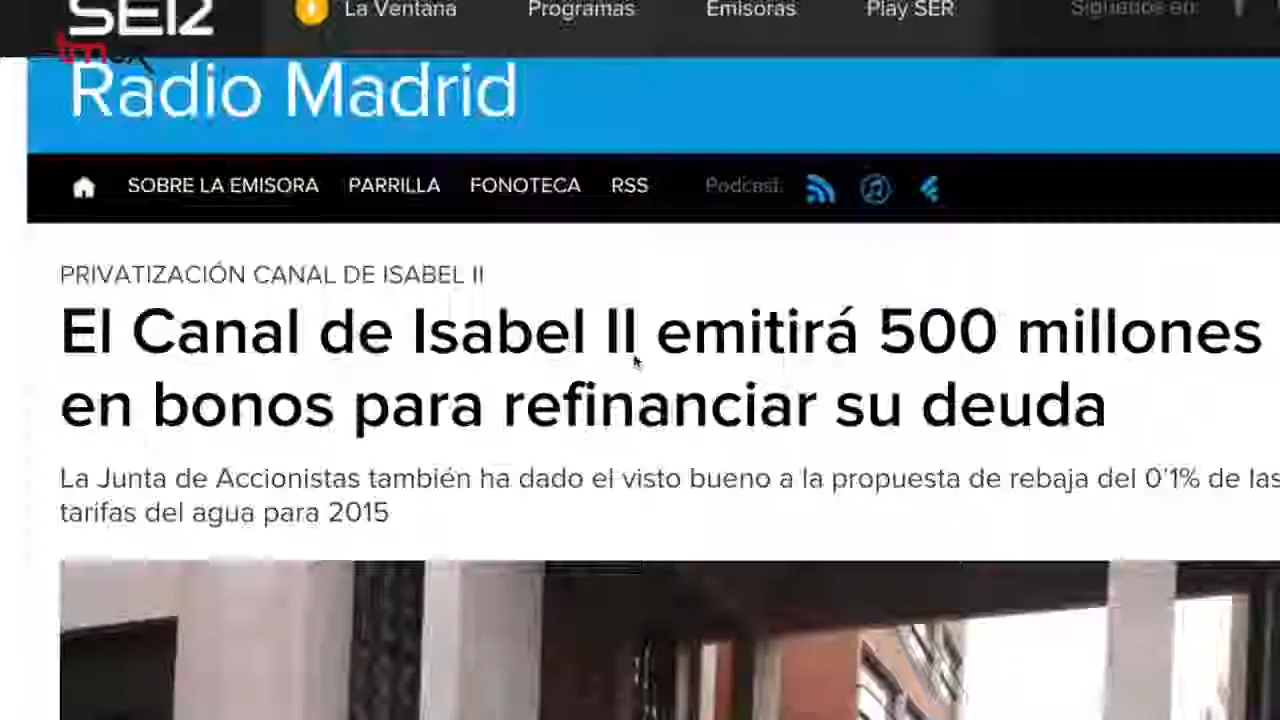 SER
La Ventana Programas Emisoras Play SER Síguenos en:
Radio Madrid
SOBRE LA EMISORA PARRILLA FONOTECA RSS Podcast:
PRIVATIZACIÓN CANAL DE ISABEL II
El Canal de Isabel II emitirá 500 millones
en bonos para refinanciar su deuda
La Junta de Accionistas también ha dado el visto bueno a la propuesta de rebaja del 0'1% de las
tarifas del agua para 2015